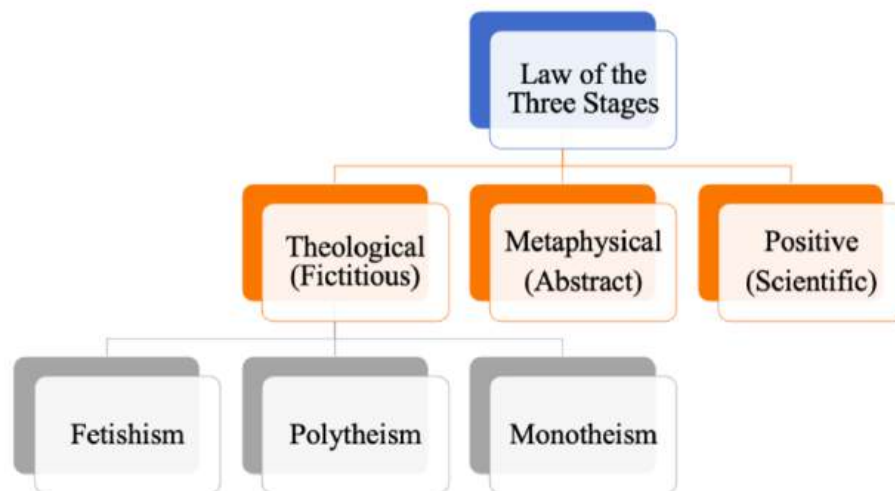 Law of the
Three Stages
Theological
(Fictitious)
Metaphysical
(Abstract)
Positive
(Scientific)
Fetishism
Polytheism
Monotheism